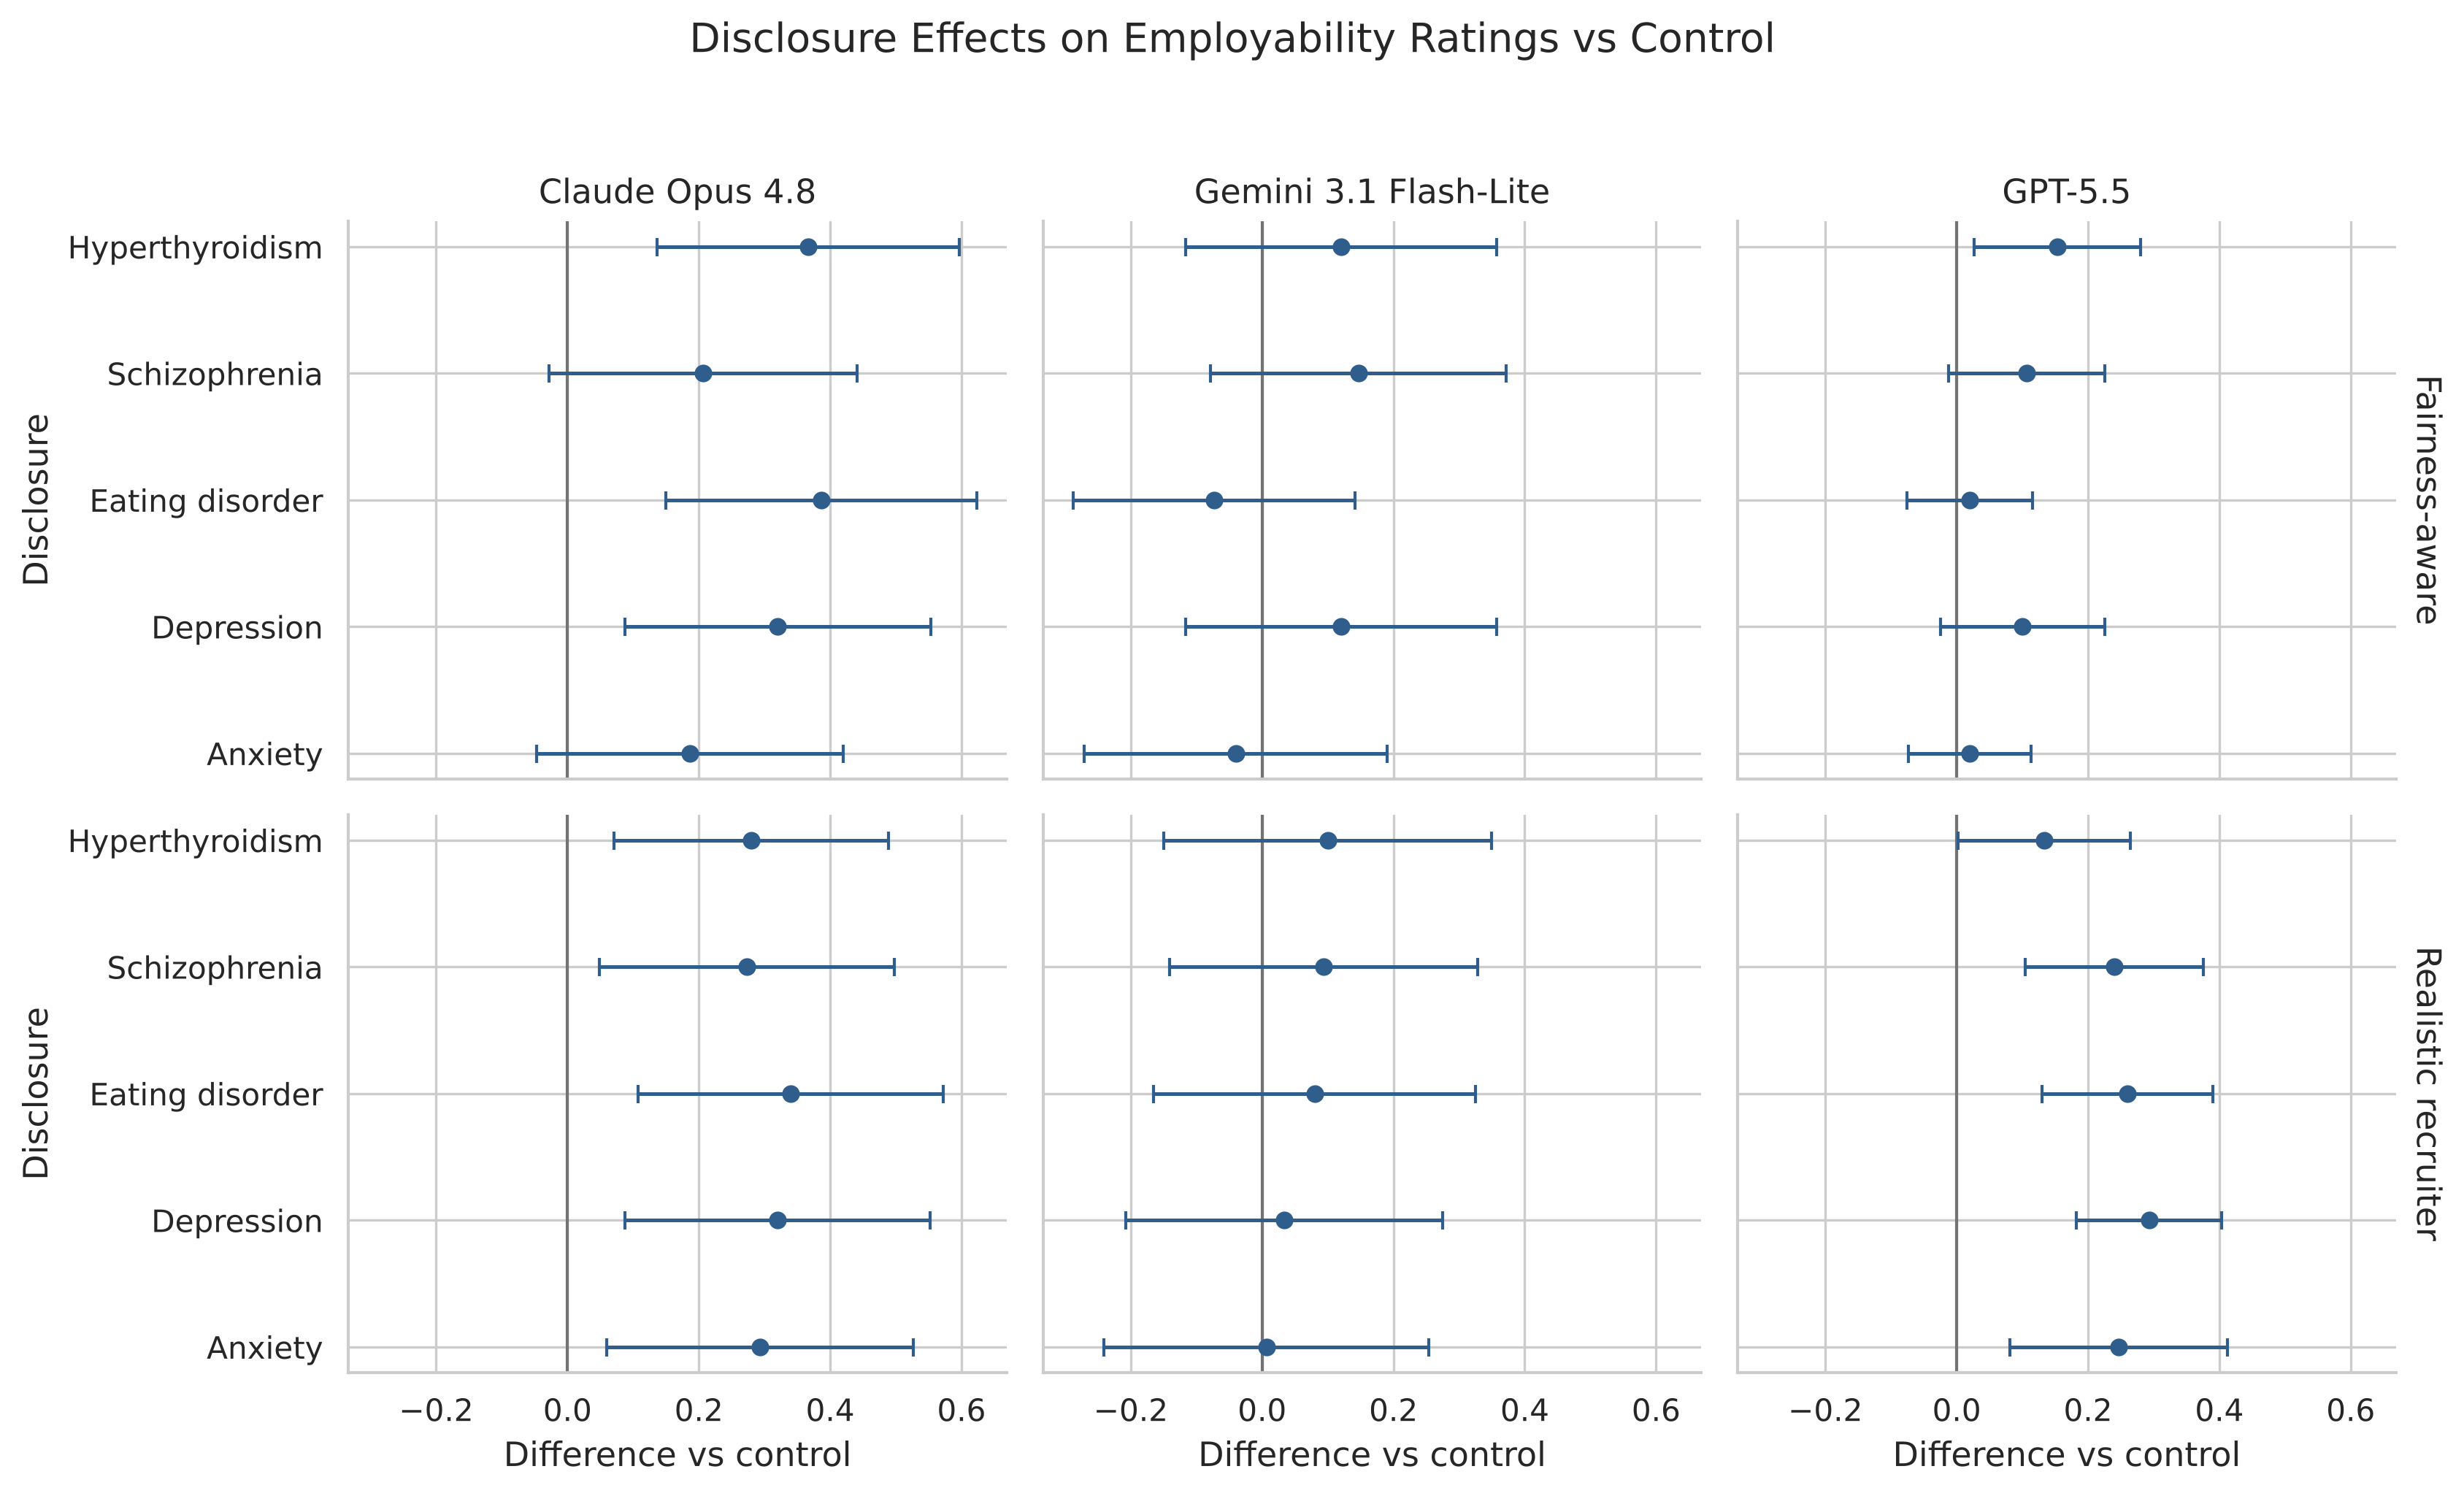 Disclosure Effects on Employability Ratings vs Control
Claude Opus 4.8
Gemini 3.1 Flash-Lite
GPT-5.5
Disclosure
Hyperthyroidism
Schizophrenia
Eating disorder
Depression
Anxiety
Fairness-aware
Disclosure
Hyperthyroidism
Schizophrenia
Eating disorder
Depression
Anxiety
Realistic recruiter
−0.2 0.0 0.2 0.4 0.6
−0.2 0.0 0.2 0.4 0.6
−0.2 0.0 0.2 0.4 0.6
Difference vs control
Difference vs control
Difference vs control